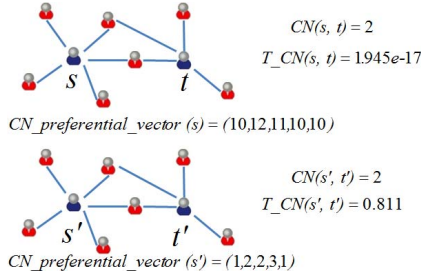 CN(s, t) = 2
T_CN(s, t) = 1.945e-17
s
t
CN_preferential_vector (s) = (10,12,11,10,10)
CN(s', t') = 2
T_CN(s', t') = 0.811
s'
t'
CN_preferential_vector (s') = (1,2,2,3,1)